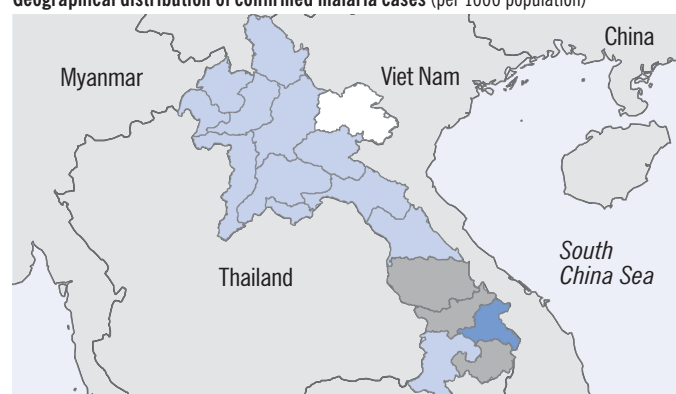 Geographical distribution of confirmed malaria cases (per 1000 population)
China
Myanmar
Viet Nam
South
China Sea
Thailand